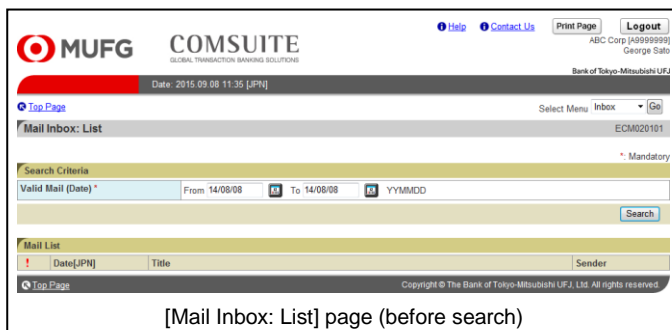 Help Contact Us Print Page Logout
MUFG COMSUITE ABC Corp [A9999999]
GLOBAL TRANSACTION BANKING SOLUTIONS George Sato
Bank of Tokyo-Mitsubishi UFJ
Date: 2015.09.08 11:35 [JPN]
Top Page Select Menu Inbox Go
Mail Inbox: List ECM020101
*: Mandatory
Search Criteria
Valid Mail (Date) * From 14/08/08 To 14/08/08 YYMMDD
Search
Mail List
! Date[JPN] Title Sender
Top Page Copyright © The Bank of Tokyo-Mitsubishi UFJ, Ltd. All rights reserved.
[Mail Inbox: List] page (before search)